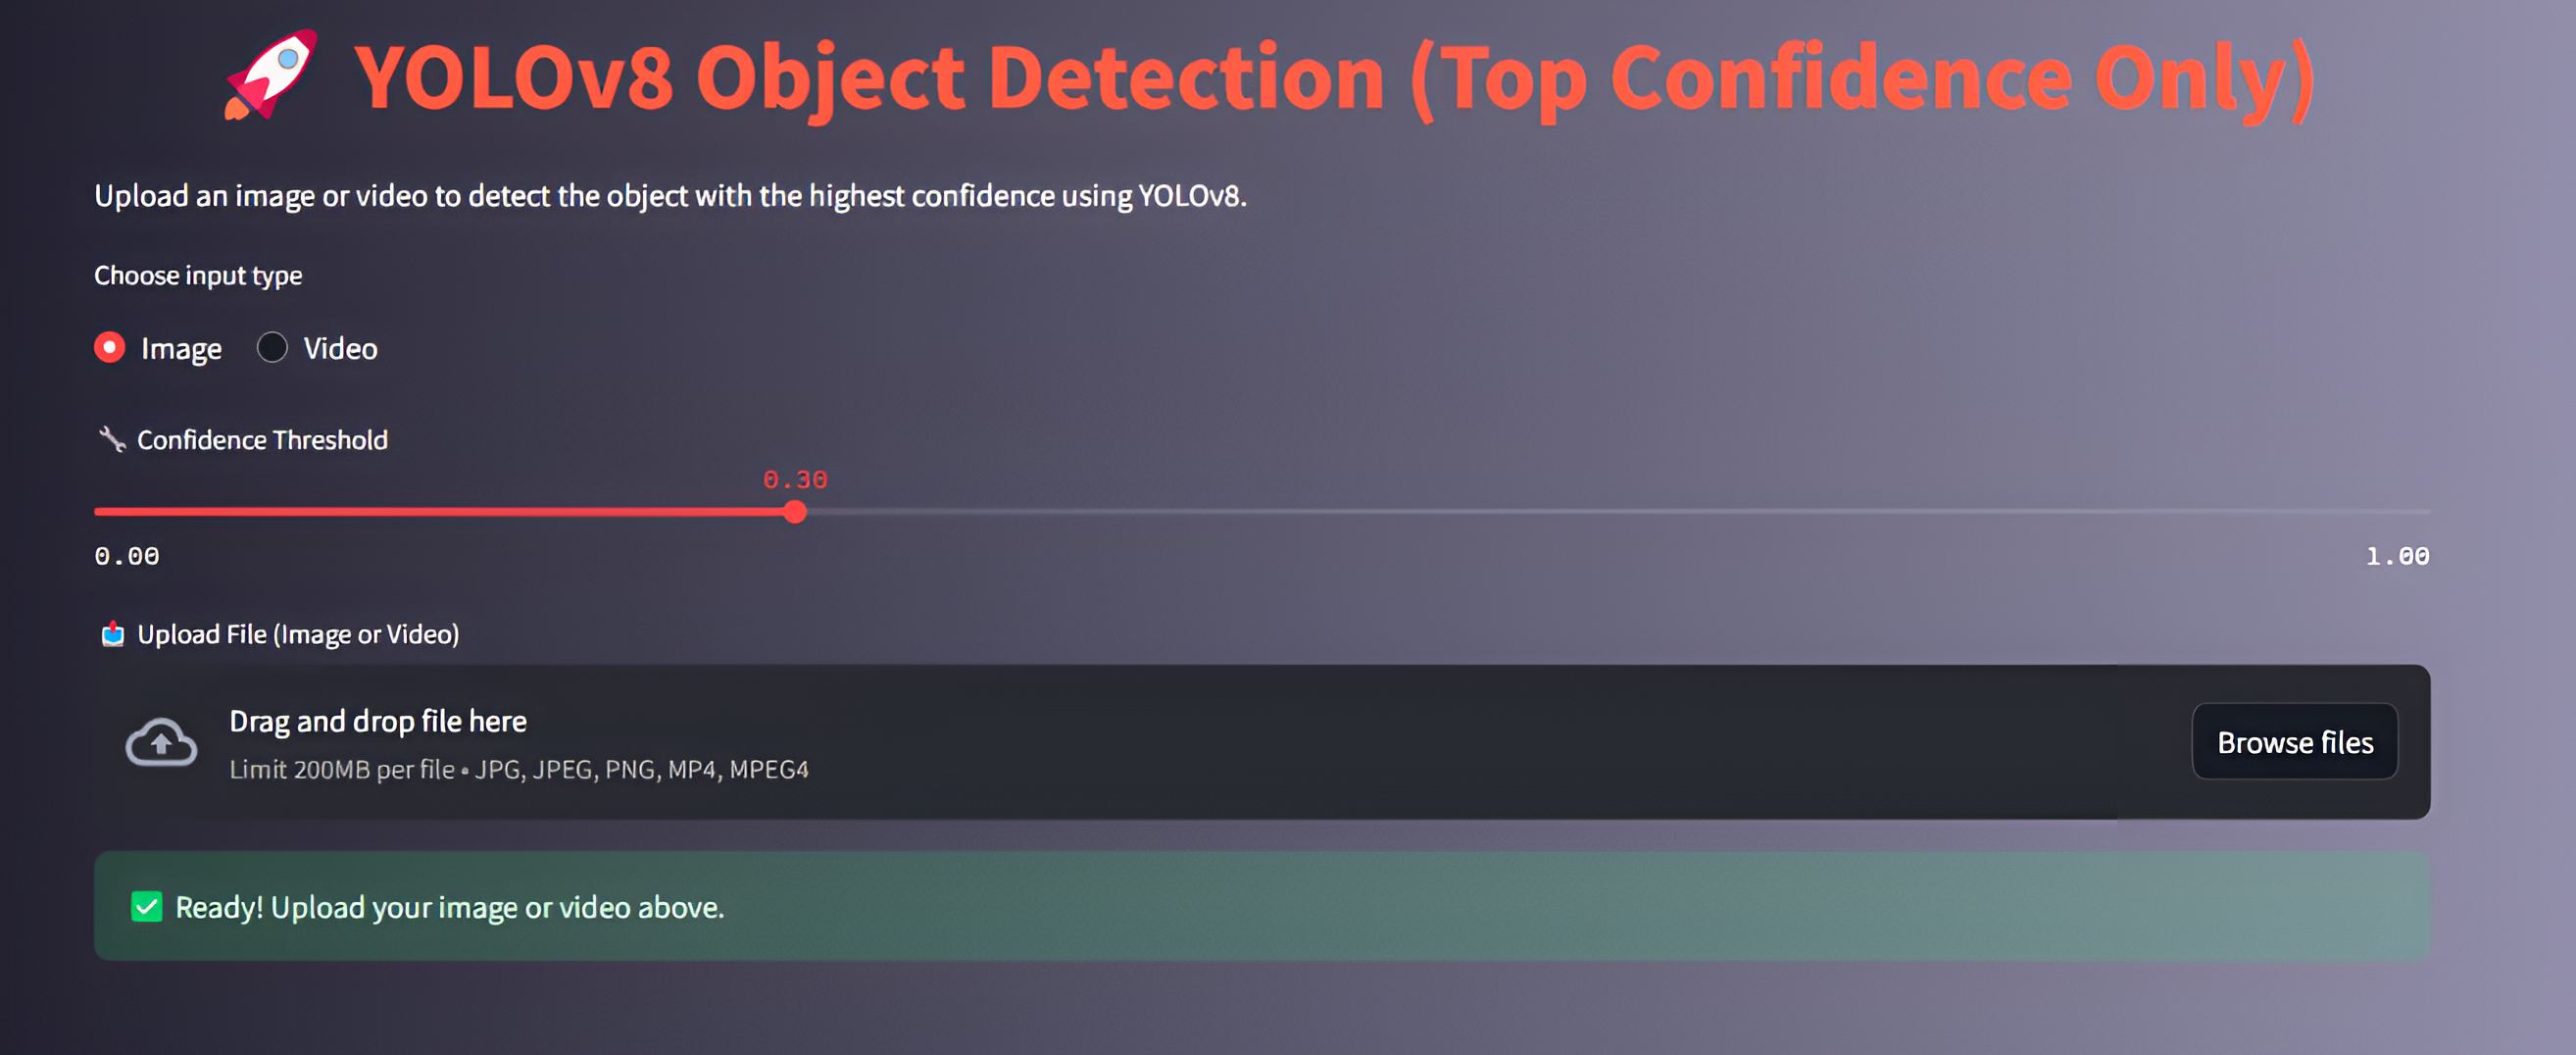 🚀 YOLOv8 Object Detection (Top Confidence Only)
Upload an image or video to detect the object with the highest confidence using YOLOv8.
Choose input type
Image Video
🔧 Confidence Threshold
0.30
0.00 1.00
📤 Upload File (Image or Video)
Drag and drop file here
Limit 200MB per file • JPG, JPEG, PNG, MP4, MPEG4
Browse files
✅ Ready! Upload your image or video above.